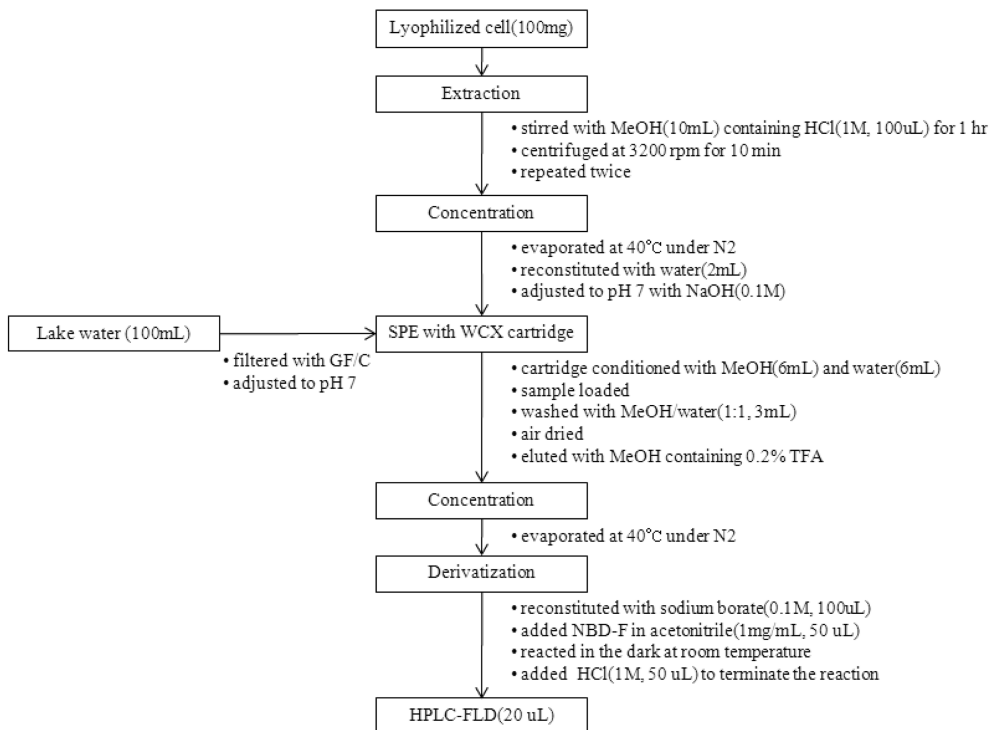 Lyophilized cell(100mg)
Extraction
• stirred with MeOH(10mL) containing HCl(1M, 100uL) for 1 hr
• centrifuged at 3200 rpm for 10 min
• repeated twice
Concentration
• evaporated at 40℃ under N2
• reconstituted with water(2mL)
• adjusted to pH 7 with NaOH(0.1M)
Lake water (100mL)
• filtered with GF/C
• adjusted to pH 7
SPE with WCX cartridge
• cartridge conditioned with MeOH(6mL) and water(6mL)
• sample loaded
• washed with MeOH/water(1:1, 3mL)
• air dried
• eluted with MeOH containing 0.2% TFA
Concentration
• evaporated at 40℃ under N2
Derivatization
• reconstituted with sodium borate(0.1M, 100uL)
• added NBD-F in acetonitrile(1mg/mL, 50 uL)
• reacted in the dark at room temperature
• added HCl(1M, 50 uL) to terminate the reaction
HPLC-FLD(20 uL)